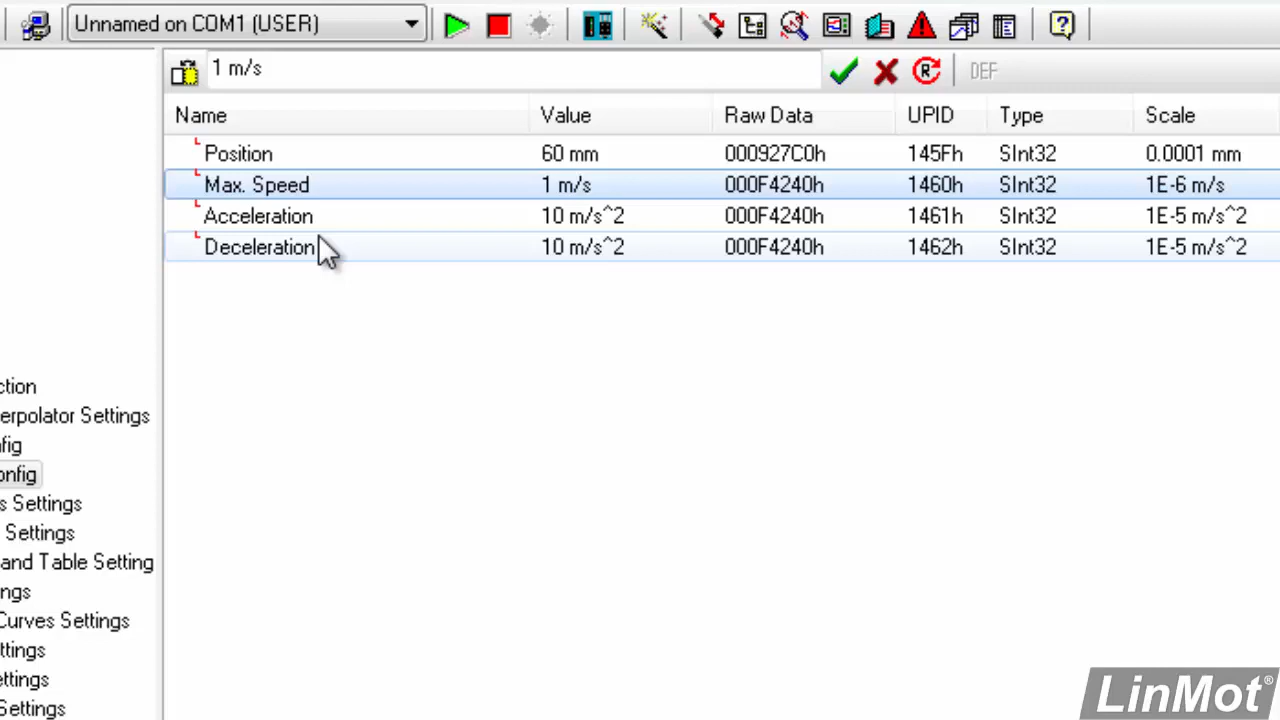 Unnamed on COM1 (USER)
1 m/s
DEF
Name Value Raw Data UPID Type Scale
Position 60 mm 000927C0h 145Fh SInt32 0.0001 mm
Max. Speed 1 m/s 000F4240h 1460h SInt32 1E-6 m/s
Acceleration 10 m/s^2 000F4240h 1461h SInt32 1E-5 m/s^2
Deceleration 10 m/s^2 000F4240h 1462h SInt32 1E-5 m/s^2
ction
erpolator Settings
nfig
onfig
s Settings
Settings
and Table Setting
ngs
Curves Settings
ttings
ettings
Settings
LinMot®